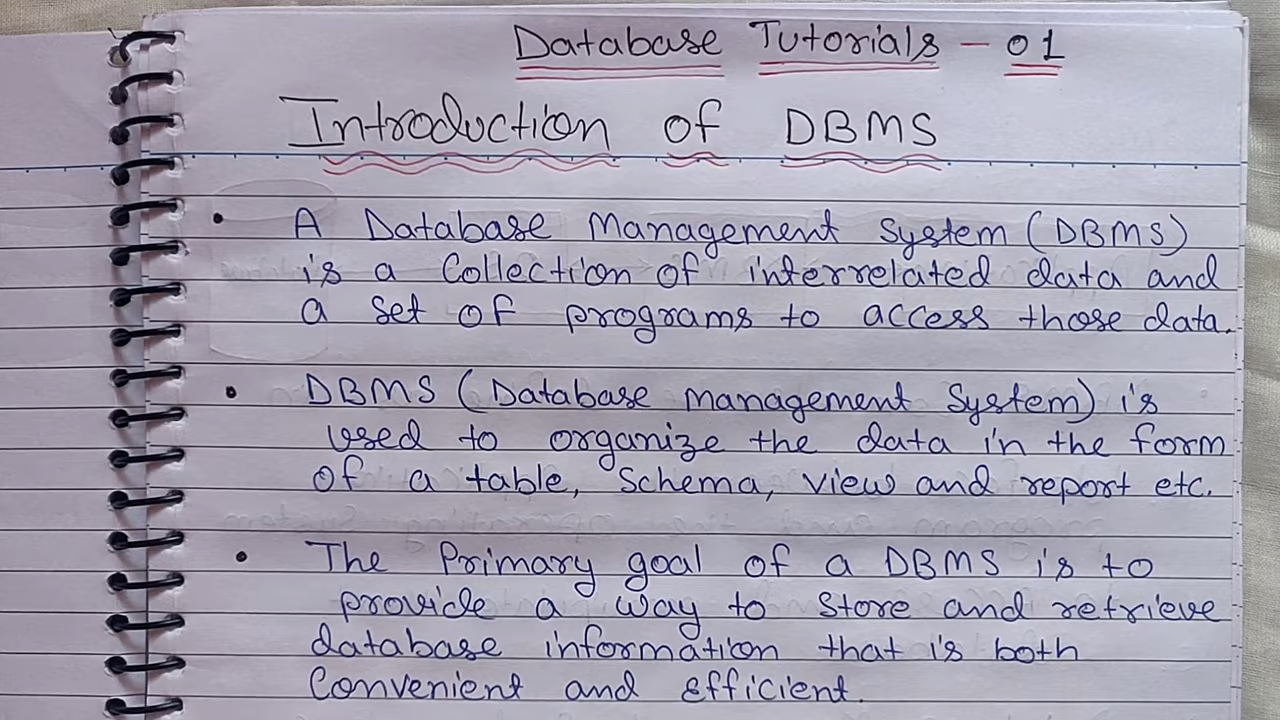 Database Tutorials - 01
Introduction of DBMS
• A Database Management System (DBMS)
is a Collection of interrelated data and
a set of programs to access those data.
• DBMS (Database management System) is
used to organize the data in the form
of a table, Schema, view and report etc.
• The Primary goal of a DBMS is to
provide a way to store and retrieve
database information that is both
Convenient and efficient.